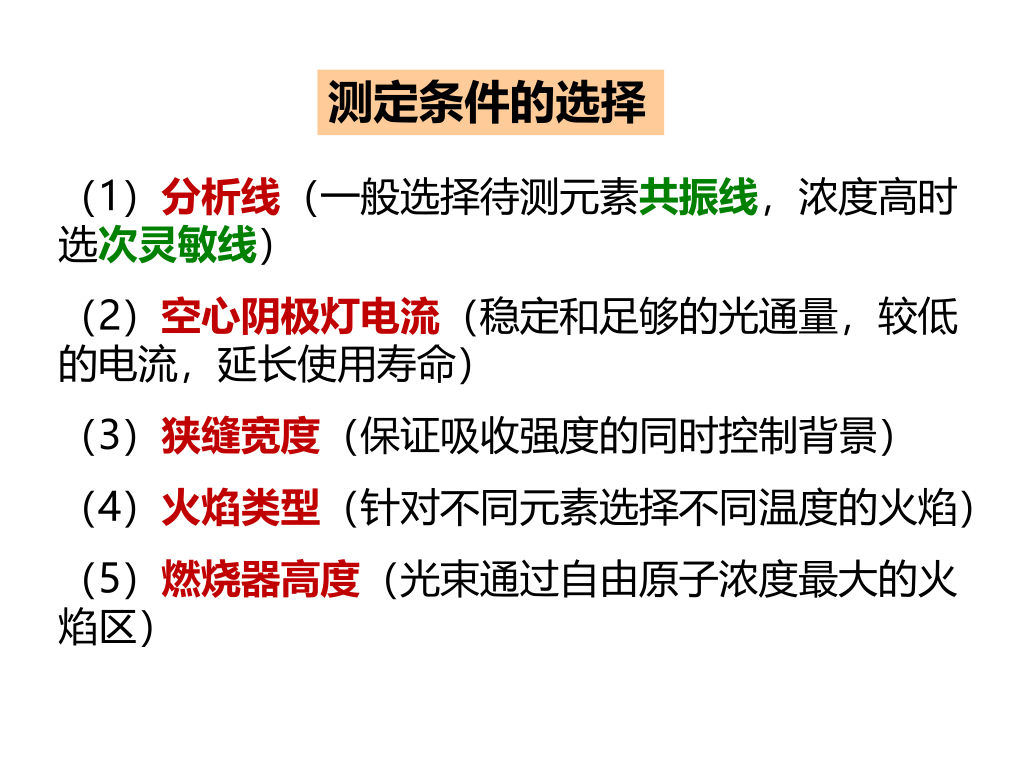 测定条件的选择
（1）分析线（一般选择待测元素共振线，浓度高时
选次灵敏线）
（2）空心阴极灯电流（稳定和足够的光通量，较低
的电流，延长使用寿命）
（3）狭缝宽度（保证吸收强度的同时控制背景）
（4）火焰类型（针对不同元素选择不同温度的火焰）
（5）燃烧器高度（光束通过自由原子浓度最大的火
焰区）